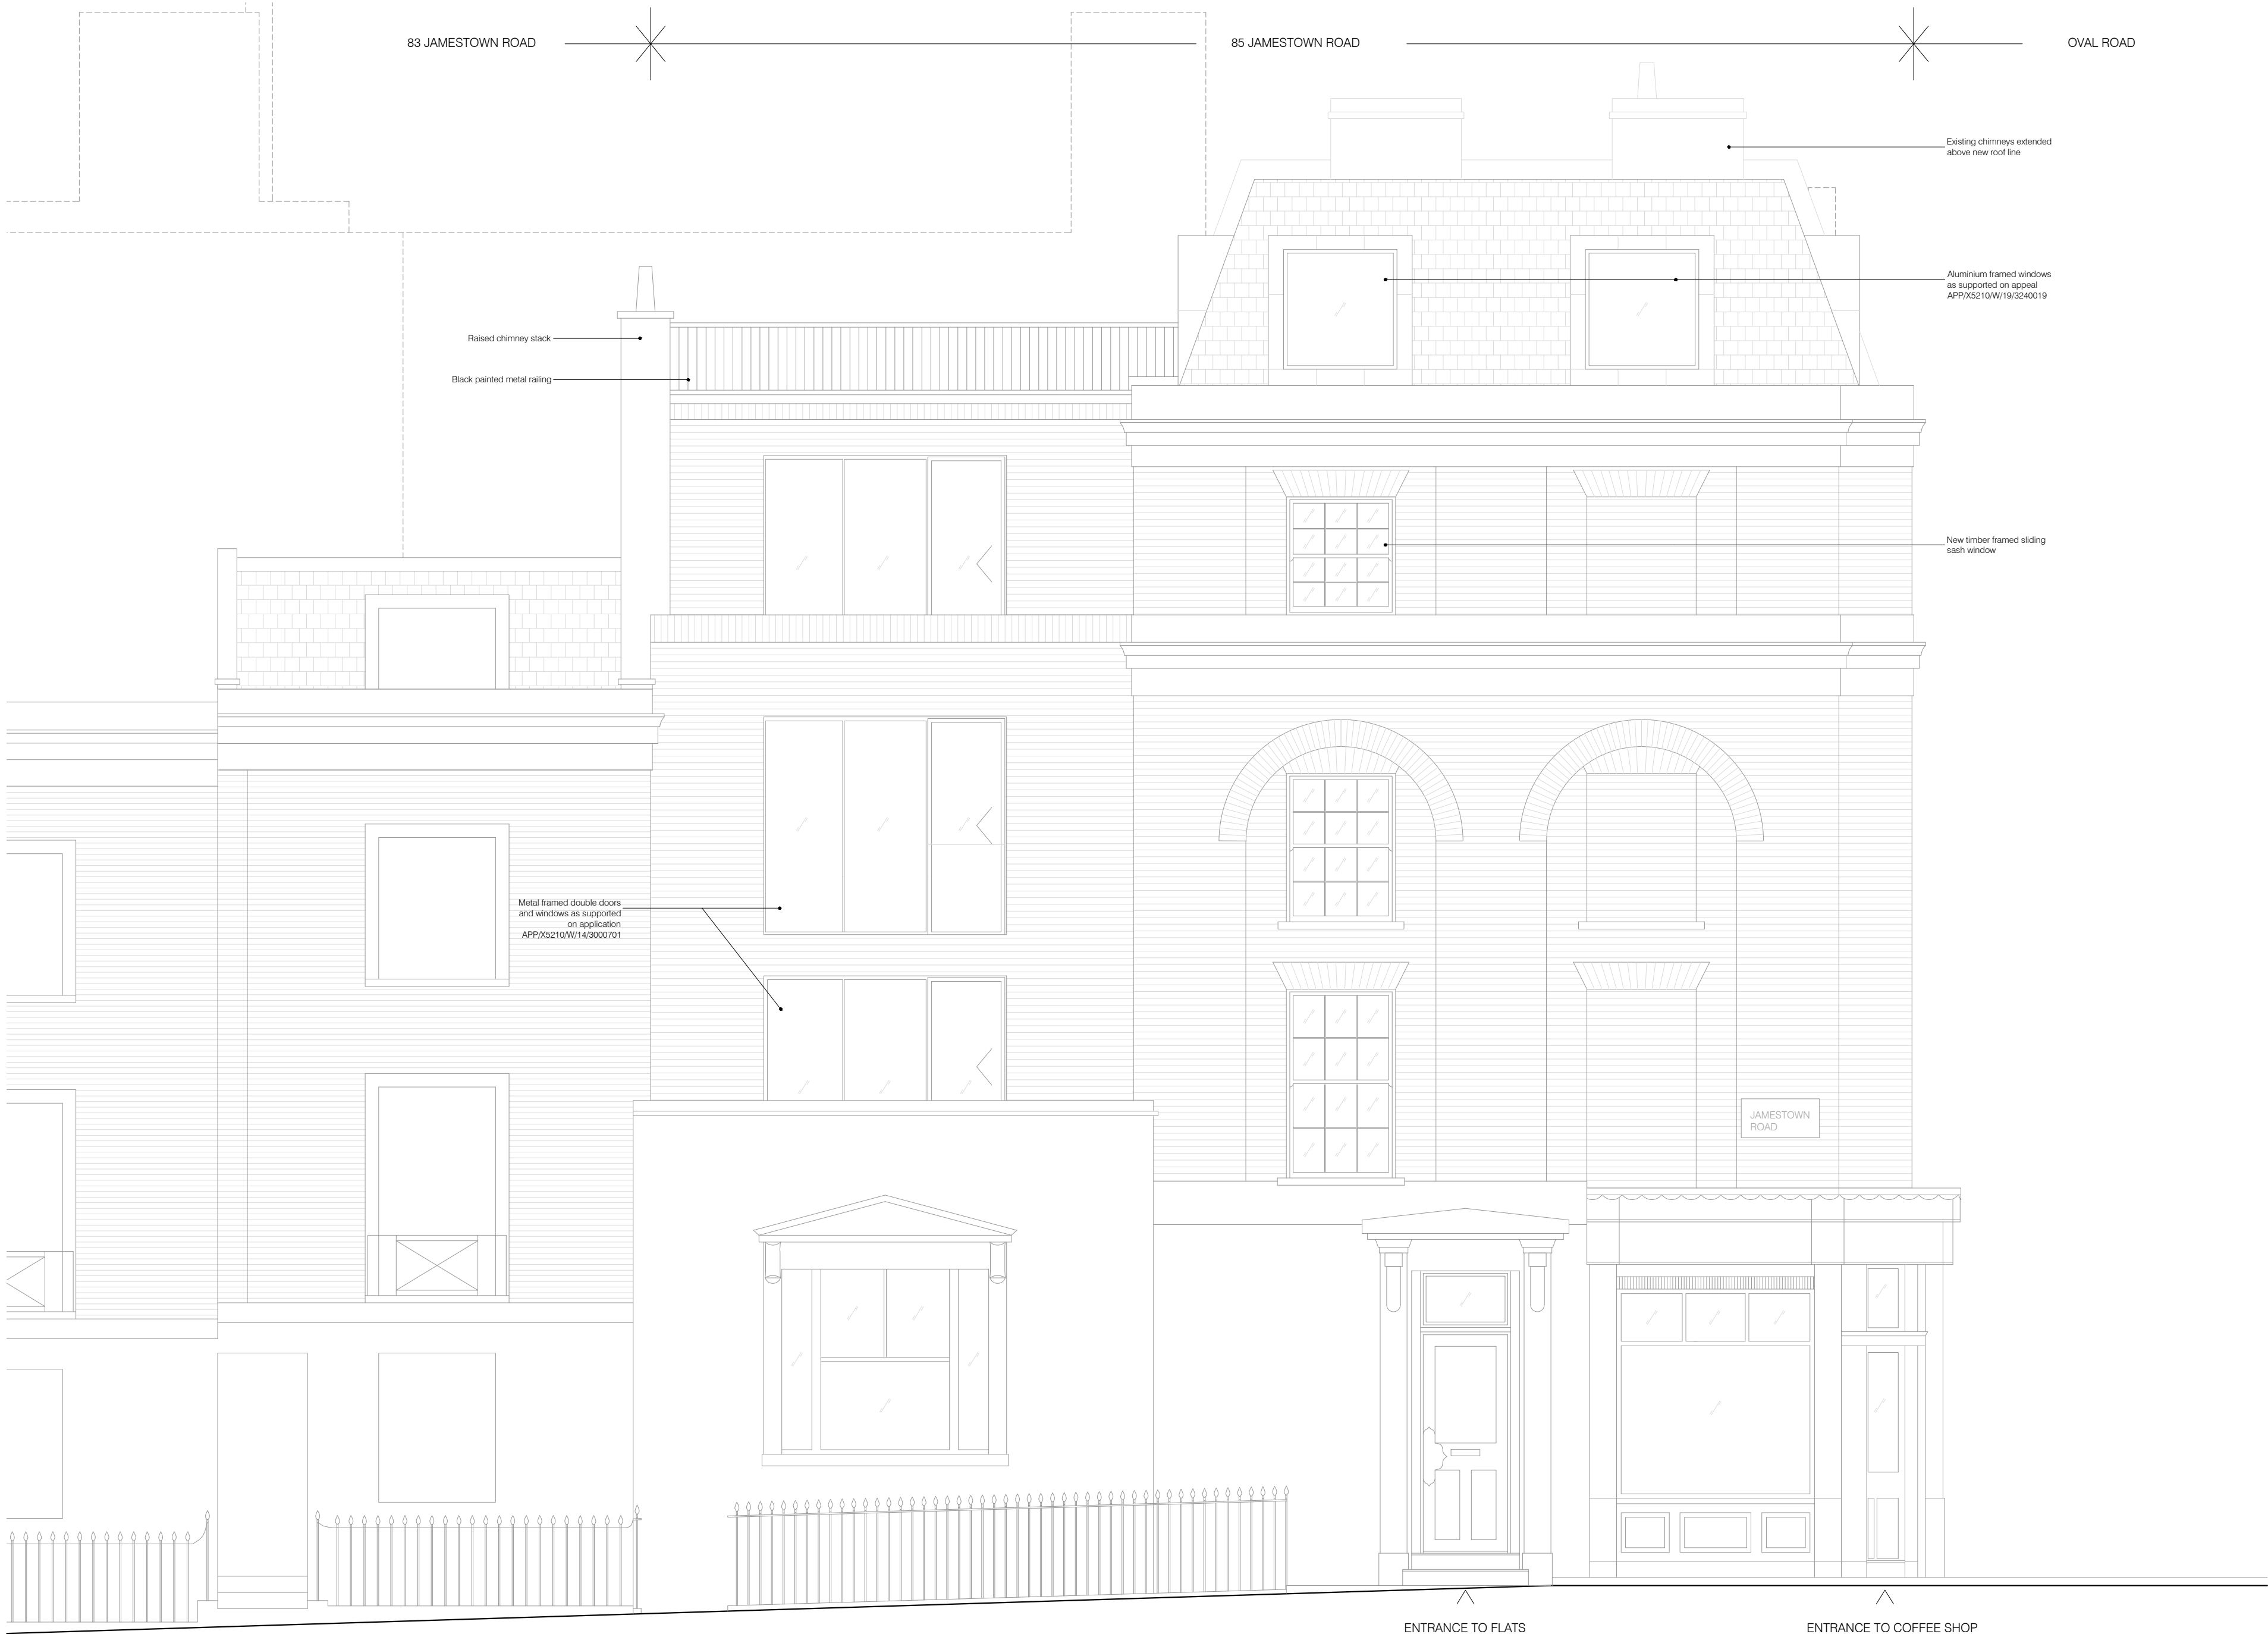 83 JAMESTOWN ROAD
85 JAMESTOWN ROAD
OVAL ROAD
Existing chimneys extended
above new roof line
Aluminium framed windows
as supported on appeal
APP/X5210/W/19/3240019
Raised chimney stack
Black painted metal railing
New timber framed sliding
sash window
Metal framed double doors
and windows as supported
on application
APP/X5210/W/14/3000701
JAMESTOWN
ROAD
ENTRANCE TO FLATS
ENTRANCE TO COFFEE SHOP